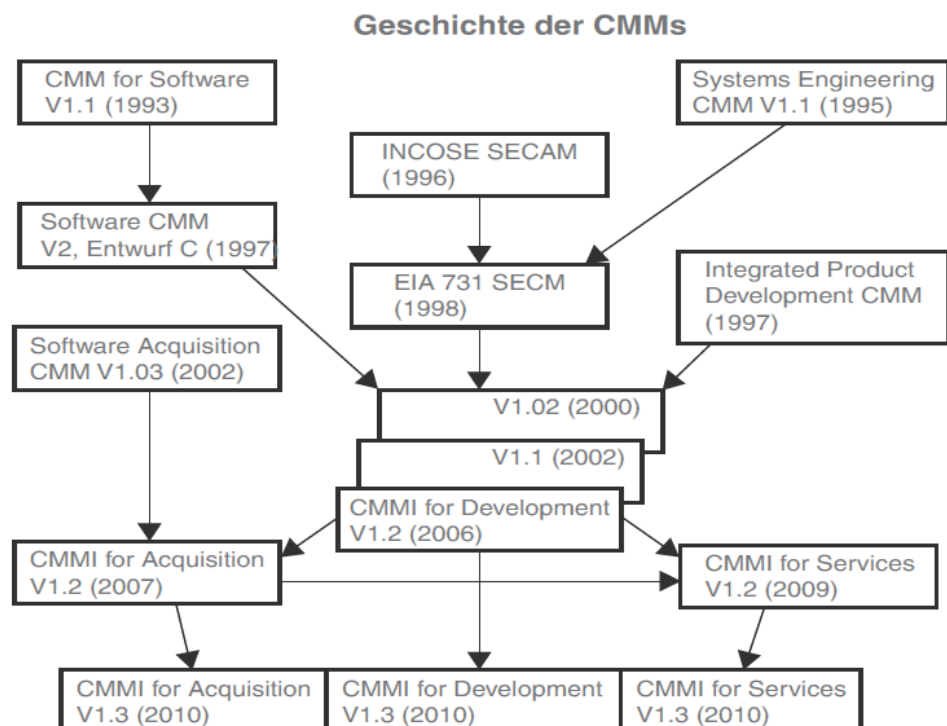 Geschichte der CMMs
CMM for Software
V1.1 (1993)
Systems Engineering
CMM V1.1 (1995)
INCOSE SECAM
(1996)
Software CMM
V2, Entwurf C (1997)
EIA 731 SECM
(1998)
Integrated Product
Development CMM
(1997)
Software Acquisition
CMM V1.03 (2002)
V1.02 (2000)
V1.1 (2002)
CMMI for Development
V1.2 (2006)
CMMI for Acquisition
V1.2 (2007)
CMMI for Services
V1.2 (2009)
CMMI for Acquisition
V1.3 (2010)
CMMI for Development
V1.3 (2010)
CMMI for Services
V1.3 (2010)